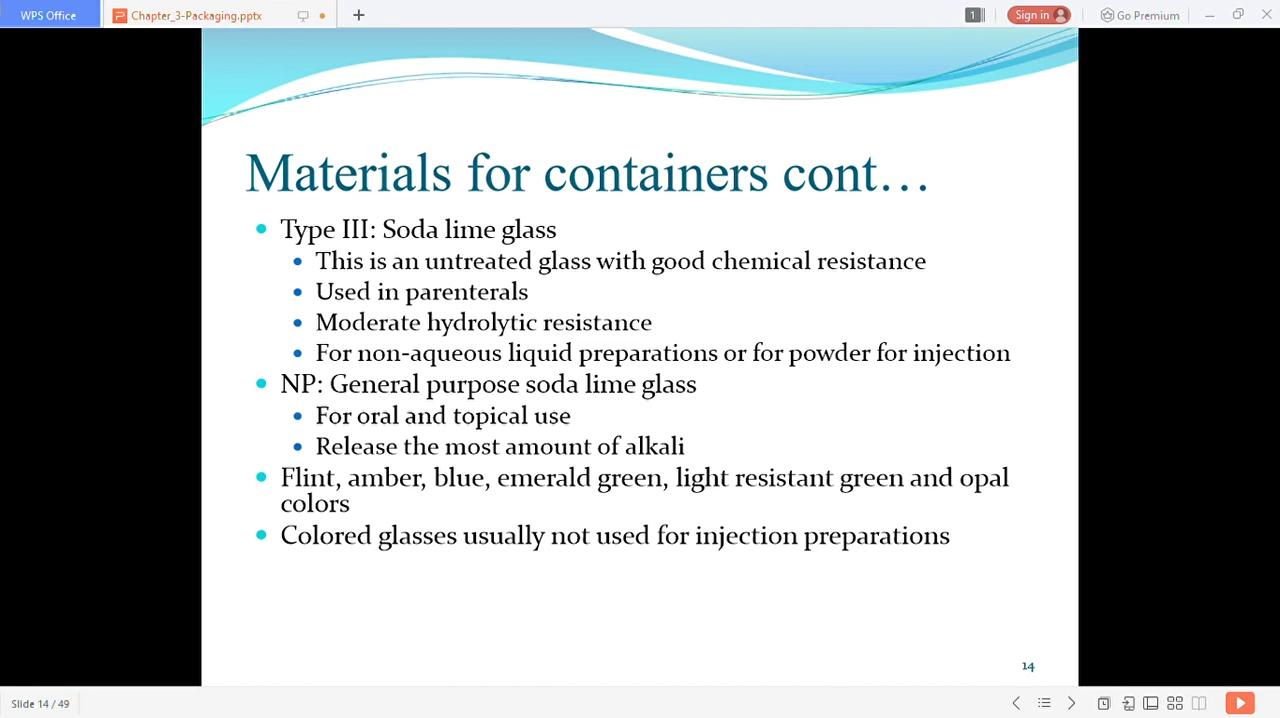 WPS Office
Chapter_3-Packaging.pptx
1
Sign in
Go Premium
Materials for containers cont…
Type III: Soda lime glass
This is an untreated glass with good chemical resistance
Used in parenterals
Moderate hydrolytic resistance
For non-aqueous liquid preparations or for powder for injection
NP: General purpose soda lime glass
For oral and topical use
Release the most amount of alkali
Flint, amber, blue, emerald green, light resistant green and opal
colors
Colored glasses usually not used for injection preparations
14
Slide 14 / 49